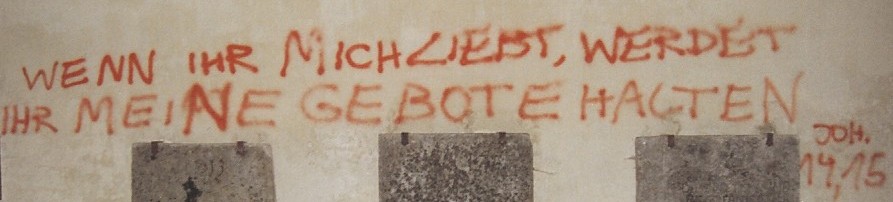 WENN IHR MICH LIEBT, WERDET
IHR MEINE GEBOTE HALTEN
JOH.
14,15